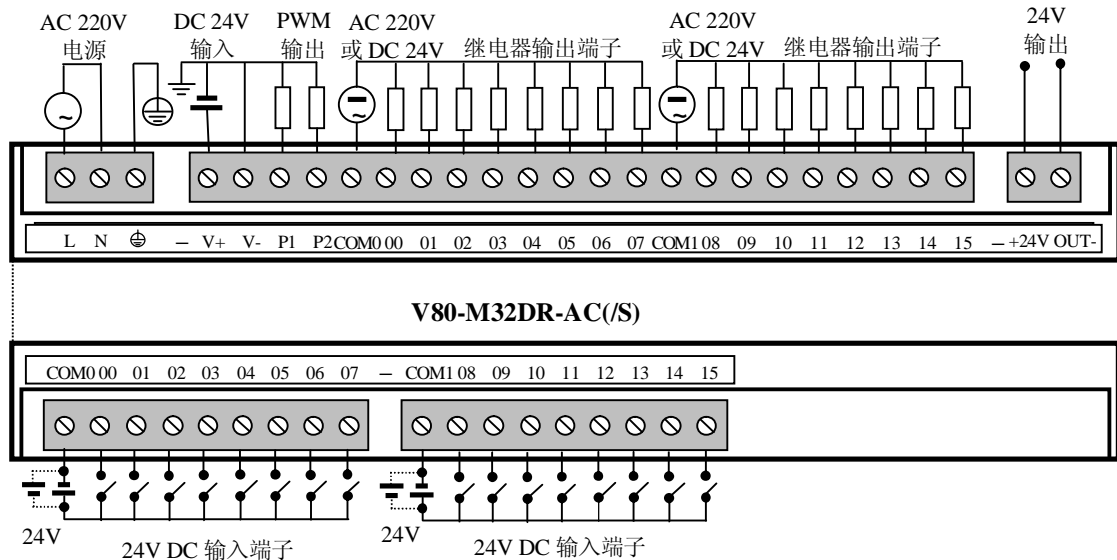 AC 220V
电源
DC 24V
输入
PWM
输出
AC 220V
或 DC 24V
继电器输出端子
AC 220V
或 DC 24V
继电器输出端子
24V
输出
L N — V+ V- P1 P2 COM0 00 01 02 03 04 05 06 07 COM1 08 09 10 11 12 13 14 15 — +24V OUT-
V80-M32DR-AC(/S)
COM0 00 01 02 03 04 05 06 07 — COM1 08 09 10 11 12 13 14 15
24V
24V DC 输入端子
24V
24V DC 输入端子